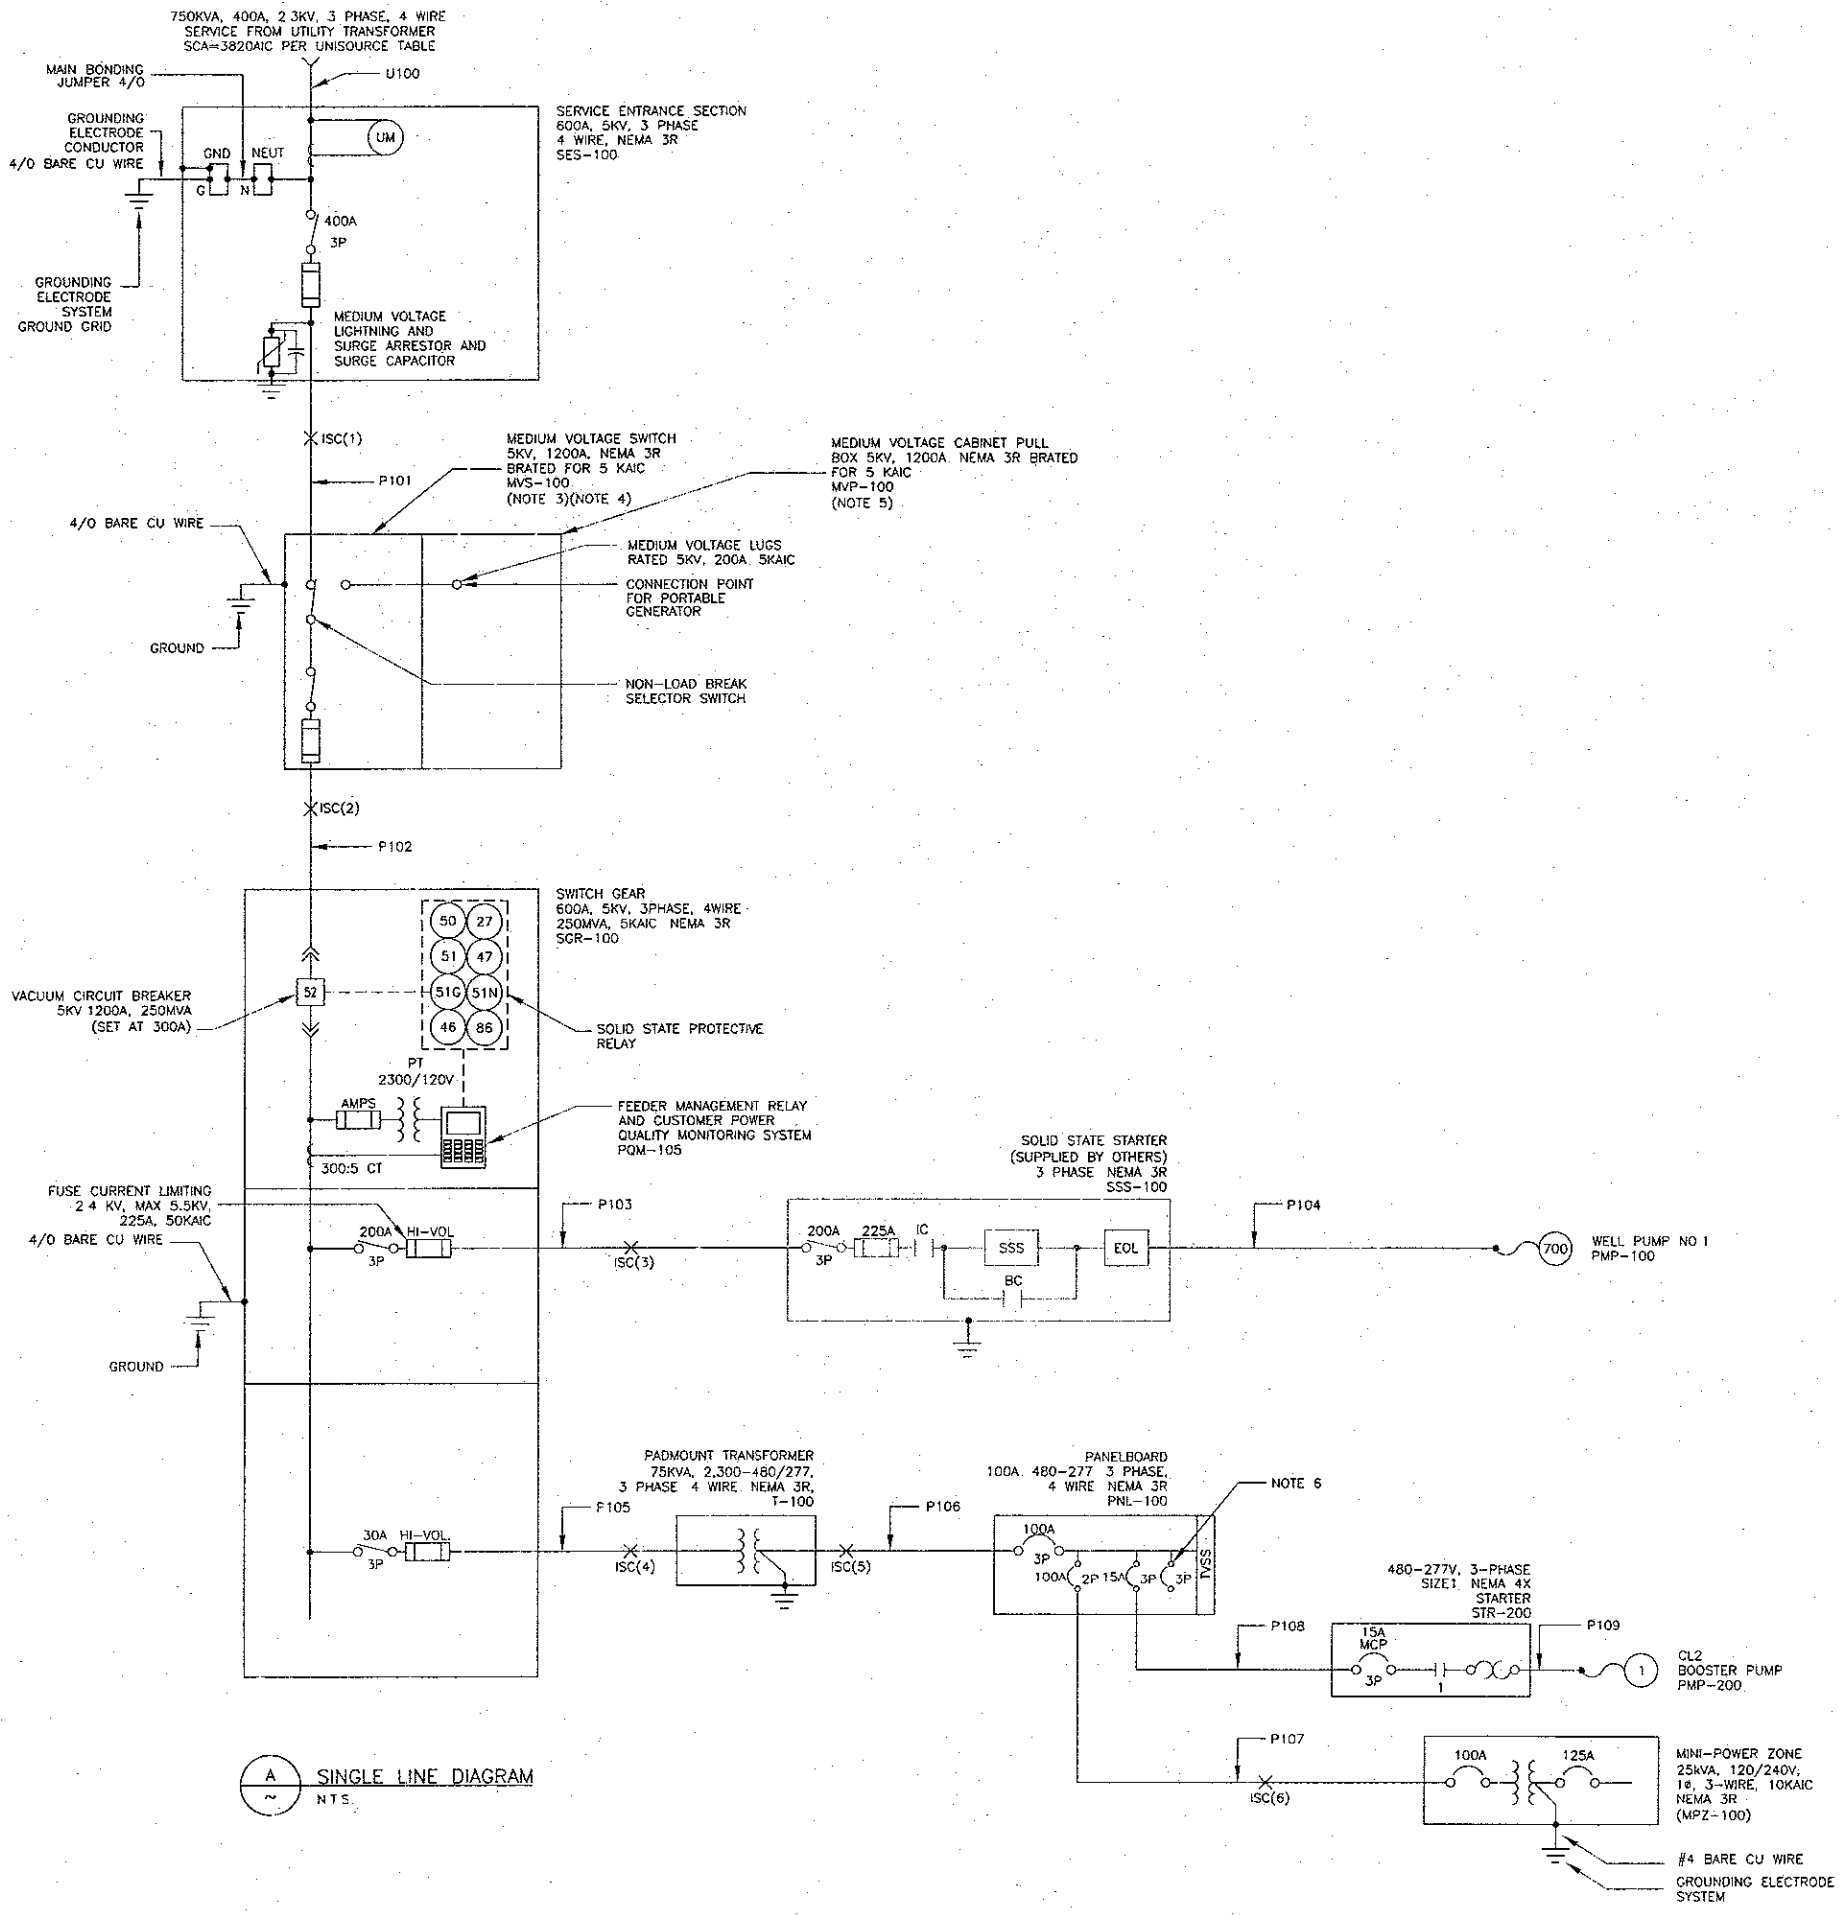 750KVA, 400A, 2 3KV, 3 PHASE, 4 WIRE
SERVICE FROM UTILITY TRANSFORMER
SCA=3820AIC PER UNISOURCE TABLE
U100
MAIN BONDING
JUMPER 4/0
GROUNDING
ELECTRODE
CONDUCTOR
4/0 BARE CU WIRE
GND
NEUT
G
N
UM
SERVICE ENTRANCE SECTION
600A, 5KV, 3 PHASE
4 WIRE, NEMA 3R
SES-100
400A
3P
GROUNDING
ELECTRODE
SYSTEM
GROUND GRID
MEDIUM VOLTAGE
LIGHTNING AND
SURGE ARRESTOR AND
SURGE CAPACITOR
ISC(1)
P101
MEDIUM VOLTAGE SWITCH
5KV, 1200A, NEMA 3R
BRATED FOR 5 KAIC
MVS-100
(NOTE 3)(NOTE 4)
MEDIUM VOLTAGE CABINET PULL
BOX 5KV, 1200A NEMA 3R BRATED
FOR 5 KAIC
MVP-100
(NOTE 5)
4/0 BARE CU WIRE
MEDIUM VOLTAGE LUGS
RATED 5KV, 200A 5KAIC
CONNECTION POINT
FOR PORTABLE
GENERATOR
GROUND
NON-LOAD BREAK
SELECTOR SWITCH
ISC(2)
P102
SWITCH GEAR
600A, 5KV, 3PHASE, 4WIRE
250MVA, 5KAIC NEMA 3R
SGR-100
50
27
51
47
51G
51N
46
86
52
VACUUM CIRCUIT BREAKER
5KV 1200A, 250MVA
(SET AT 300A)
SOLID STATE PROTECTIVE
RELAY
PT
2300/120V
AMPS
FEEDER MANAGEMENT RELAY
AND CUSTOMER POWER
QUALITY MONITORING SYSTEM
PQM-105
300:5 CT
FUSE CURRENT LIMITING
2 4 KV, MAX 5.5KV,
225A, 50KAIC
4/0 BARE CU WIRE
200A
HI-VOL
3P
P103
ISC(3)
SOLID STATE STARTER
(SUPPLIED BY OTHERS)
3 PHASE NEMA 3R
SSS-100
200A
3P
225A
IC
SSS
BC
EOL
P104
700
WELL PUMP NO 1
PMP-100
GROUND
PADMOUNT TRANSFORMER
75KVA, 2,300-480/277,
3 PHASE 4 WIRE NEMA 3R,
T-100
30A
HI-VOL.
3P
P105
ISC(4)
ISC(5)
P106
PANELBOARD
100A 480-277 3 PHASE,
4 WIRE NEMA 3R
PNL-100
NOTE 6
100A
3P
100A
2P
15A
3P
3P
TVSS
480-277V, 3-PHASE
SIZE1 NEMA 4X
STARTER
STR-200
P108
15A
MCP
3P
1
P109
1
CL2
BOOSTER PUMP
PMP-200
P107
ISC(6)
100A
125A
MINI-POWER ZONE
25kVA, 120/240V,
1ø, 3-WIRE, 10KAIC
NEMA 3R
(MPZ-100)
#4 BARE CU WIRE
GROUNDING ELECTRODE
SYSTEM
A
~
SINGLE LINE DIAGRAM
NTS